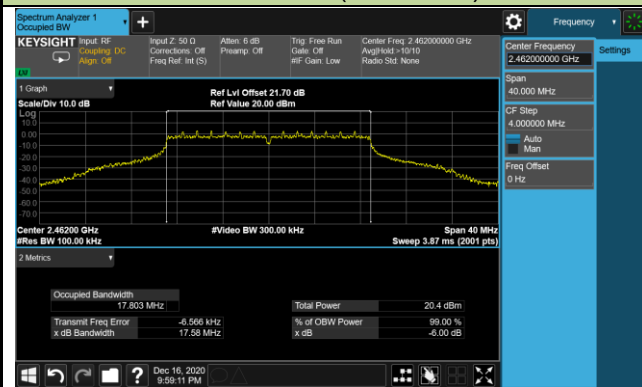 Spectrum Analyzer 1
Occupied BW
Frequency
KEYSIGHT
Input: RF
Coupling: DC
Align: Off
Input Z: 50 Ω
Corrections: Off
Freq Ref: Int (S)
Atten: 6 dB
Preamp: Off
Trig: Free Run
Gate: Off
#IF Gain: Low
Center Freq: 2.462000000 GHz
Avg|Hold:>10/10
Radio Std: None
Center Frequency
2.462000000 GHz
Settings
Span
40.000 MHz
CF Step
4.000000 MHz
Auto
Man
Freq Offset
0 Hz
1 Graph
Scale/Div 10.0 dB
Ref Lvl Offset 21.70 dB
Ref Value 20.00 dBm
Log
10.0
0.00
-10.0
-20.0
-30.0
-40.0
-50.0
-60.0
-70.0
Center 2.46200 GHz
#Video BW 300.00 kHz
Span 40 MHz
#Res BW 100.00 kHz
Sweep 3.87 ms (2001 pts)
2 Metrics
Occupied Bandwidth
17.803 MHz
Total Power 20.4 dBm
Transmit Freq Error -6.566 kHz
% of OBW Power 99.00 %
x dB Bandwidth 17.58 MHz
x dB -6.00 dB
Dec 16, 2020
9:59:11 PM